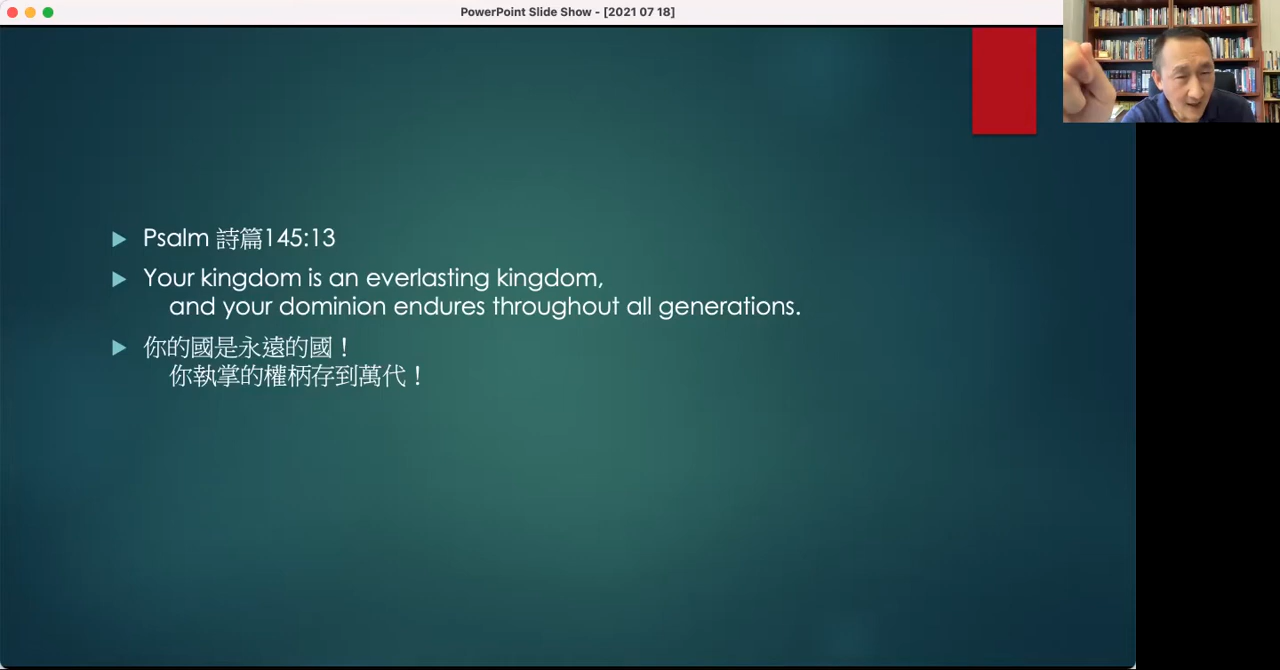 PowerPoint Slide Show - [2021 07 18]
Psalm 詩篇145:13
Your kingdom is an everlasting kingdom,
and your dominion endures throughout all generations.
你的國是永遠的國！
你執掌的權柄存到萬代！